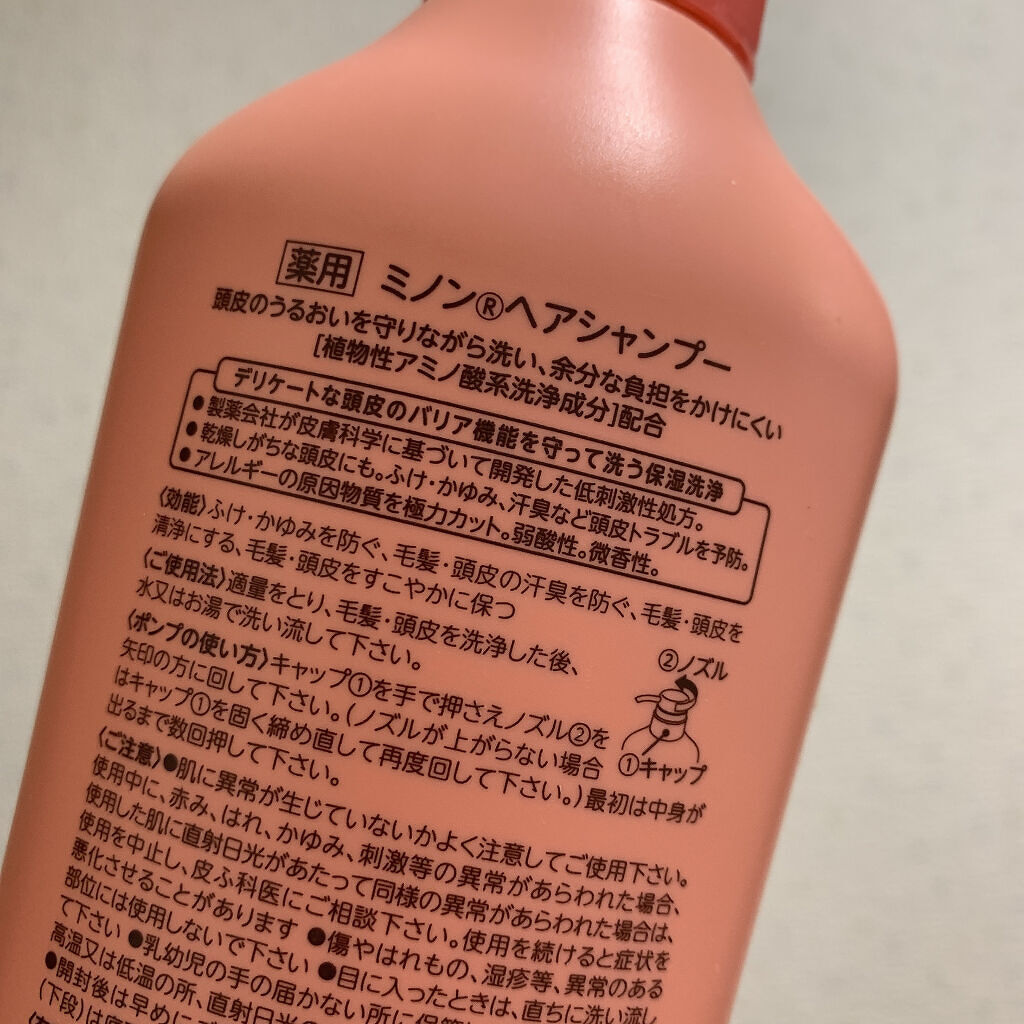 薬用 ミノン®ヘアシャンプー
頭皮のうるおいを守りながら洗い、余分な負担をかけにくい
[植物性アミノ酸系洗浄成分]配合
デリケートな頭皮のバリア機能を守って洗う保湿洗浄
●製薬会社が皮膚科学に基づいて開発した低刺激性処方。
●乾燥しがちな頭皮にも。ふけ・かゆみ、汗臭など頭皮トラブルを予防。
●アレルギーの原因物質を極力カット。弱酸性。微香性。
〈効能〉ふけ・かゆみを防ぐ、毛髪・頭皮の汗臭を防ぐ、毛髪・頭皮を
清浄にする、毛髪・頭皮をすこやかに保つ
〈ご使用法〉適量をとり、毛髪・頭皮を洗浄した後、
水又はお湯で洗い流して下さい。
〈ポンプの使い方〉キャップ①を手で押さえノズル②を
矢印の方に回して下さい。(ノズルが上がらない場合
はキャップ①を固く締め直して再度回して下さい。)最初は中身が
出るまで数回押して下さい。
②ノズル
①キャップ
〈ご注意〉●肌に異常が生じていないかよく注意してご使用下さい。
使用中に、赤み、はれ、かゆみ、刺激等の異常があらわれた場合、
使用した肌に直射日光があたって同様の異常があらわれた場合は、
使用を中止し、皮ふ科医にご相談下さい。使用を続けると症状を
悪化させることがあります ●傷やはれもの、湿疹等、異常のある
部位には使用しないで下さい ●目に入ったときは、直ちに洗い流し
て下さい ●乳幼児の手の届かない所に保管
高温又は低温の所、直射日光の
●開封後は早めにご
(下段)は